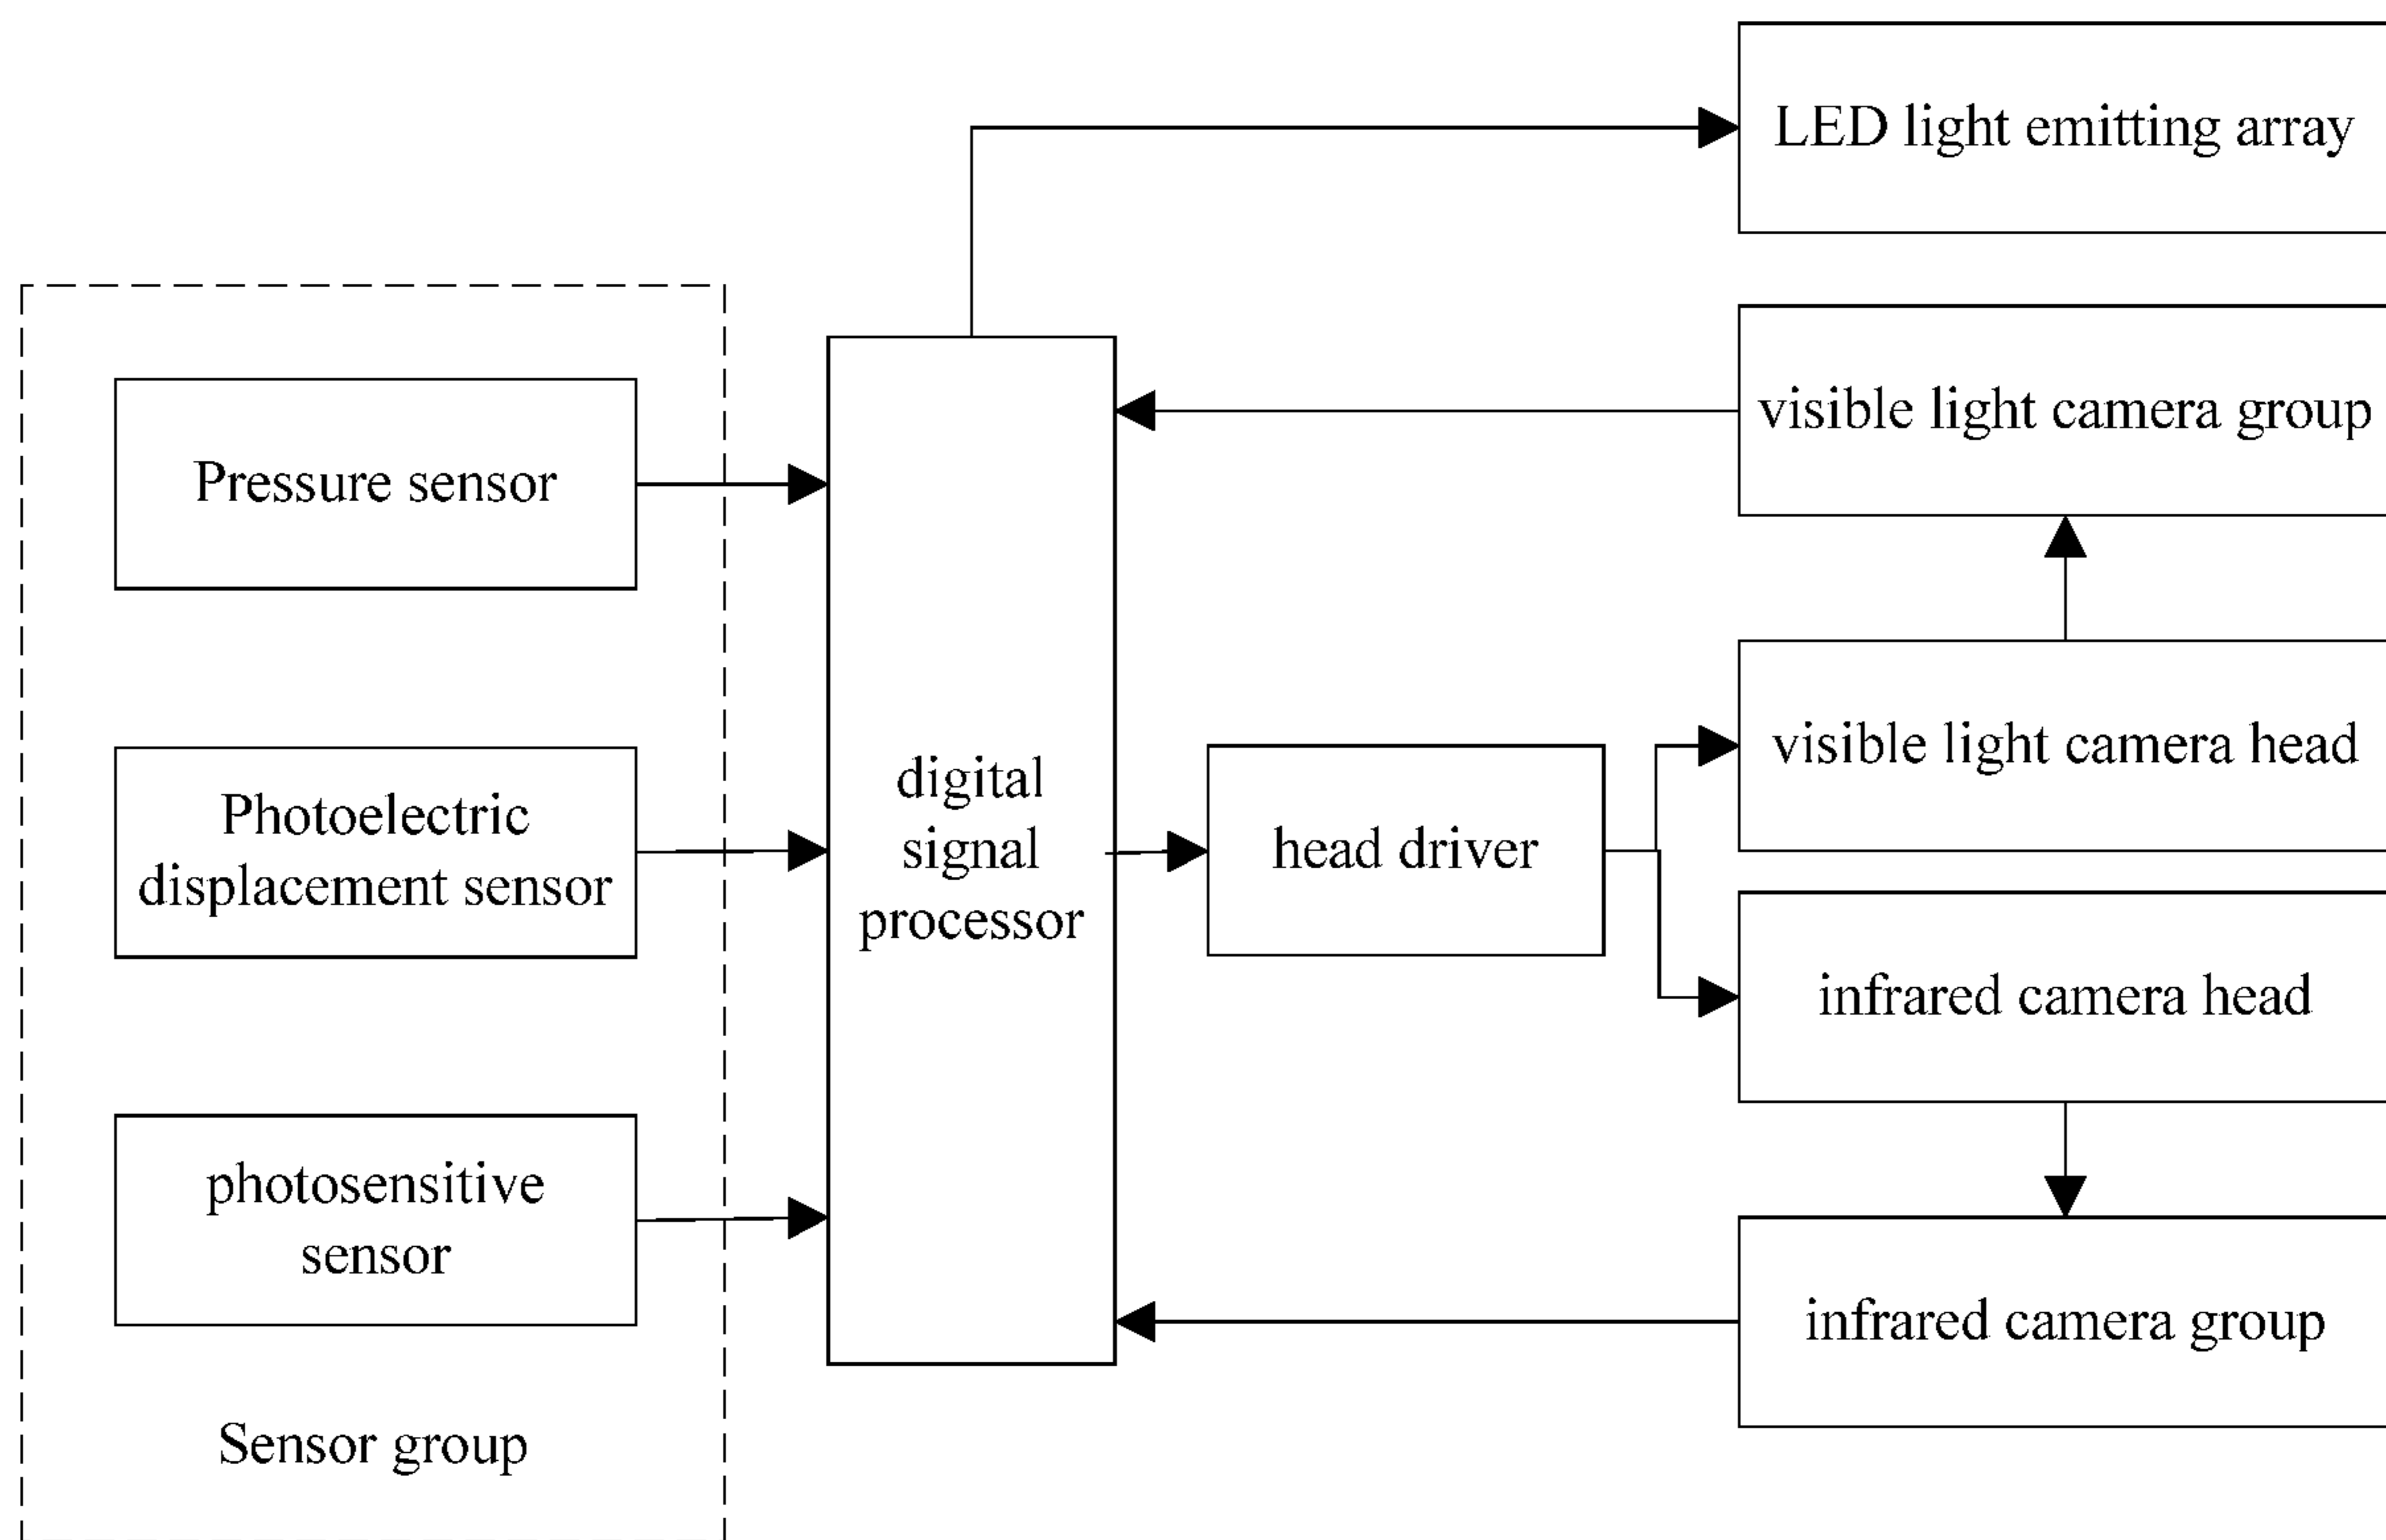 LED light emitting array
visible light camera group
Pressure sensor
visible light camera head
Photoelectric
displacement sensor
digital
signal
processor
head driver
infrared camera head
photosensitive
sensor
infrared camera group
Sensor group